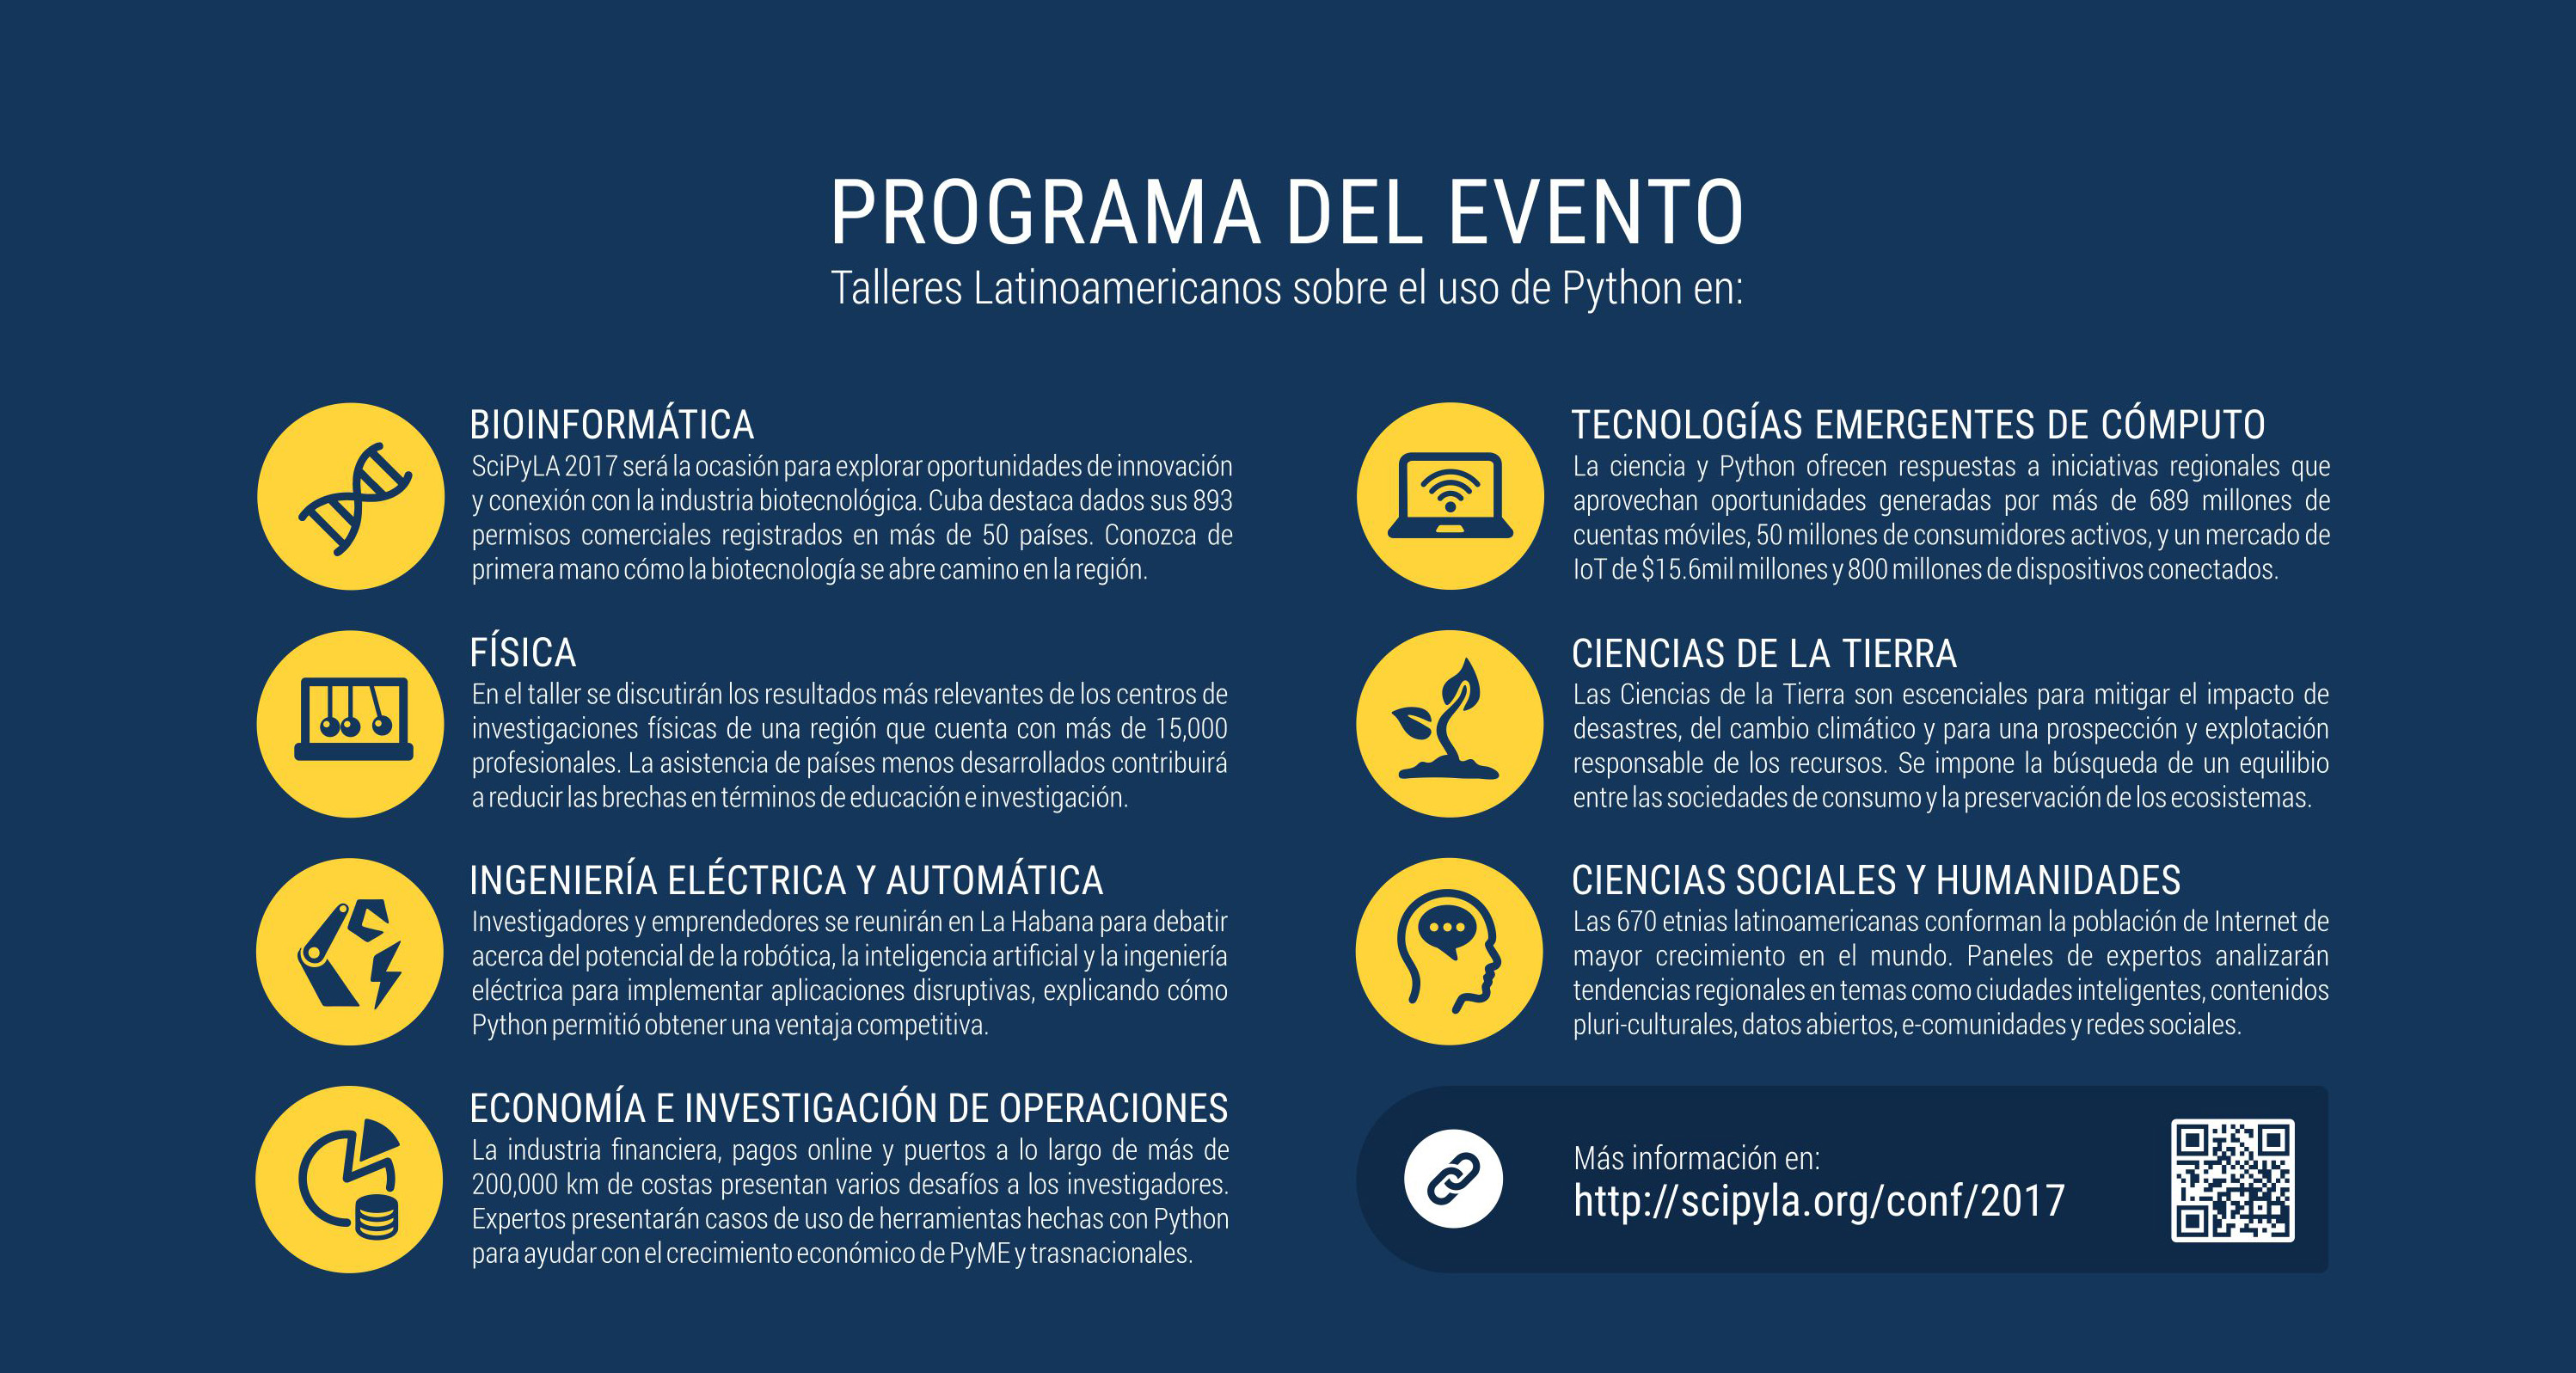 PROGRAMA DEL EVENTO
Talleres Latinoamericanos sobre el uso de Python en:
BIOINFORMÁTICA
SciPyLA 2017 será la ocasión para explorar oportunidades de innovación
y conexión con la industria biotecnológica. Cuba destaca dados sus 893
permisos comerciales registrados en más de 50 países. Conozca de
primera mano cómo la biotecnología se abre camino en la región.
FÍSICA
En el taller se discutirán los resultados más relevantes de los centros de
investigaciones físicas de una región que cuenta con más de 15,000
profesionales. La asistencia de países menos desarrollados contribuirá
a reducir las brechas en términos de educación e investigación.
INGENIERÍA ELÉCTRICA Y AUTOMÁTICA
Investigadores y emprendedores se reunirán en La Habana para debatir
acerca del potencial de la robótica, la inteligencia artificial y la ingeniería
eléctrica para implementar aplicaciones disruptivas, explicando cómo
Python permitió obtener una ventaja competitiva.
ECONOMÍA E INVESTIGACIÓN DE OPERACIONES
La industria financiera, pagos online y puertos a lo largo de más de
200,000 km de costas presentan varios desafíos a los investigadores.
Expertos presentarán casos de uso de herramientas hechas con Python
para ayudar con el crecimiento económico de PyME y trasnacionales.
TECNOLOGÍAS EMERGENTES DE CÓMPUTO
La ciencia y Python ofrecen respuestas a iniciativas regionales que
aprovechan oportunidades generadas por más de 689 millones de
cuentas móviles, 50 millones de consumidores activos, y un mercado de
IoT de $15.6mil millones y 800 millones de dispositivos conectados.
CIENCIAS DE LA TIERRA
Las Ciencias de la Tierra son escenciales para mitigar el impacto de
desastres, del cambio climático y para una prospección y explotación
responsable de los recursos. Se impone la búsqueda de un equilibio
entre las sociedades de consumo y la preservación de los ecosistemas.
CIENCIAS SOCIALES Y HUMANIDADES
Las 670 etnias latinoamericanas conforman la población de Internet de
mayor crecimiento en el mundo. Paneles de expertos analizarán
tendencias regionales en temas como ciudades inteligentes, contenidos
pluri-culturales, datos abiertos, e-comunidades y redes sociales.
Más información en:
http://scipyla.org/conf/2017